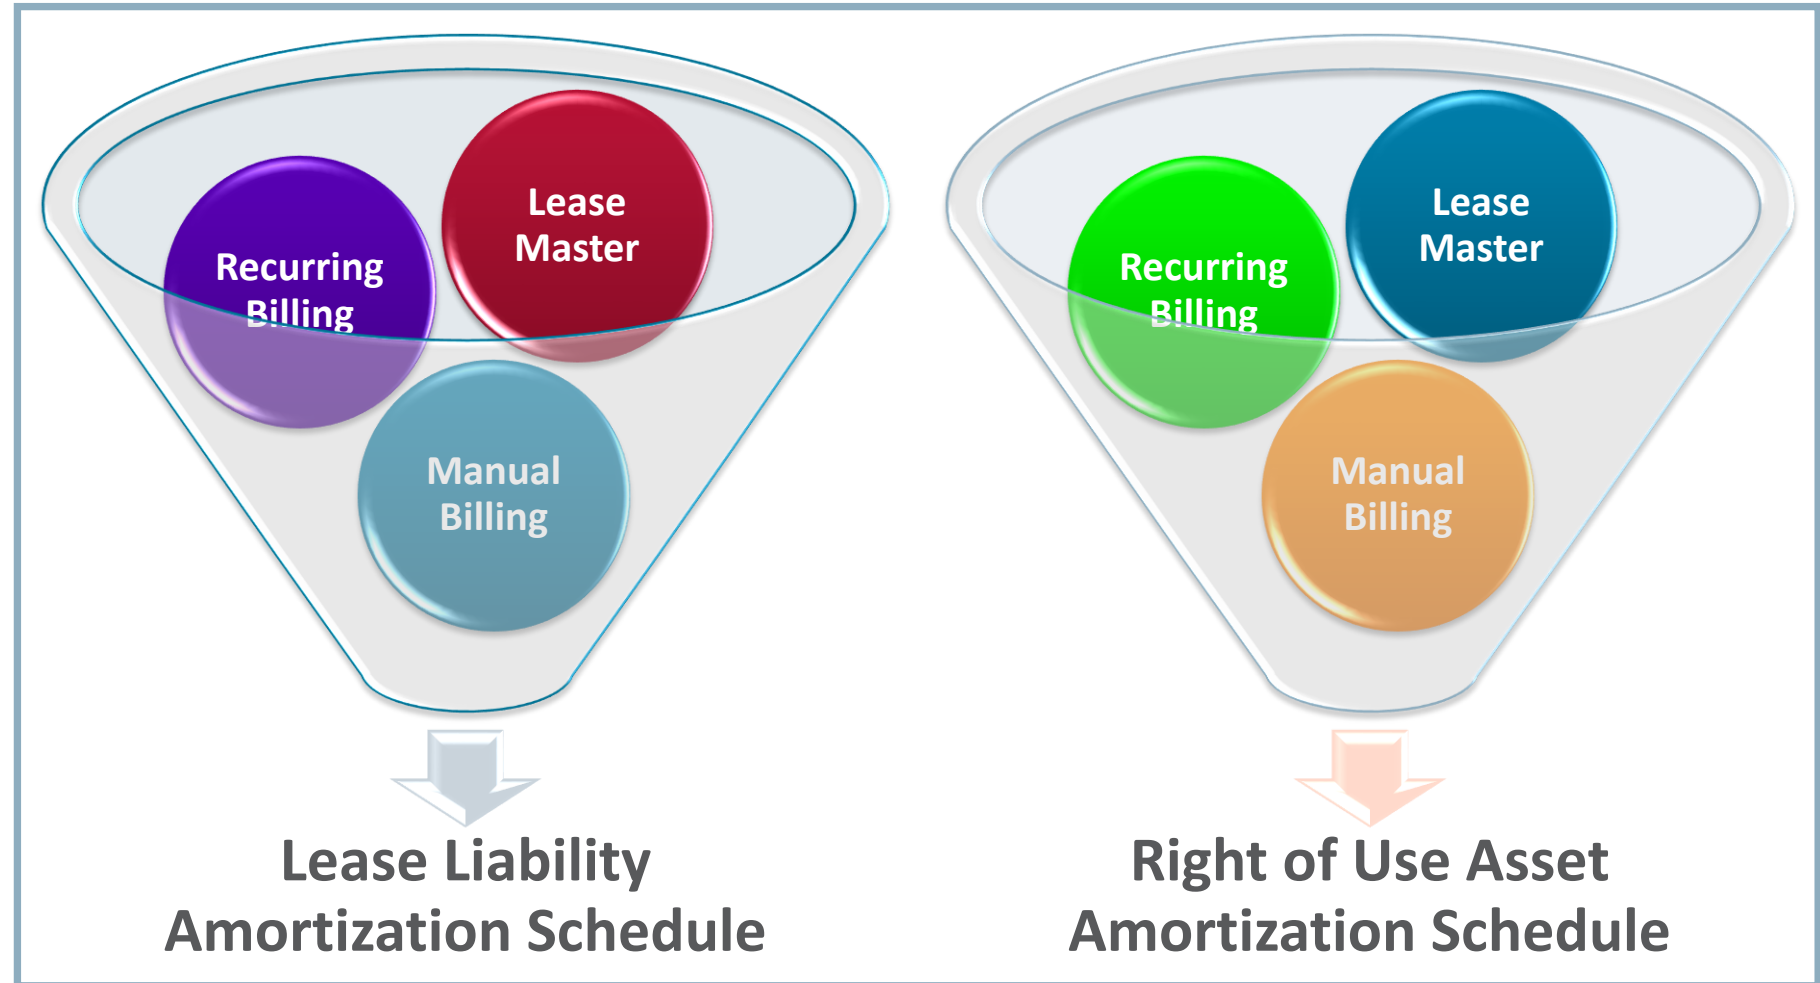 Lease
Master
Recurring
Billing
Manual
Billing
Lease Liability
Amortization Schedule
Lease
Master
Recurring
Billing
Manual
Billing
Right of Use Asset
Amortization Schedule